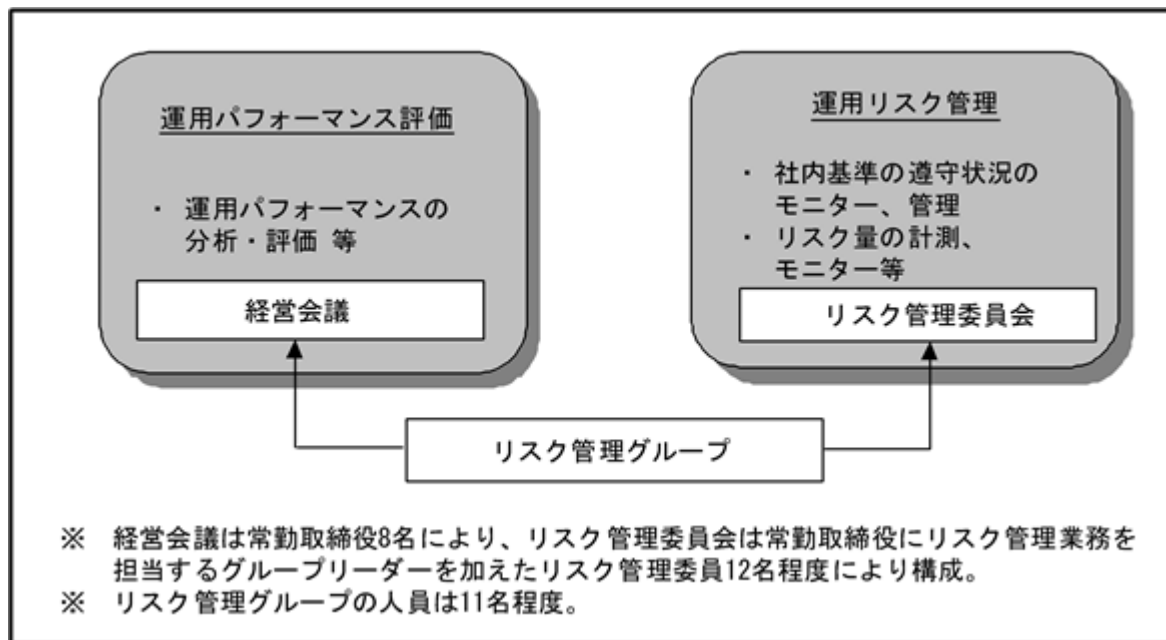 運用パフォーマンス評価
・ 運用パフォーマンスの
分析・評価 等
経営会議
運用リスク管理
・ 社内基準の遵守状況の
モニター、管理
・ リスク量の計測、
モニター等
リスク管理委員会
リスク管理グループ
※ 経営会議は常勤取締役8名により、リスク管理委員会は常勤取締役にリスク管理業務を
担当するグループリーダーを加えたリスク管理委員12名程度により構成。
※ リスク管理グループの人員は11名程度。